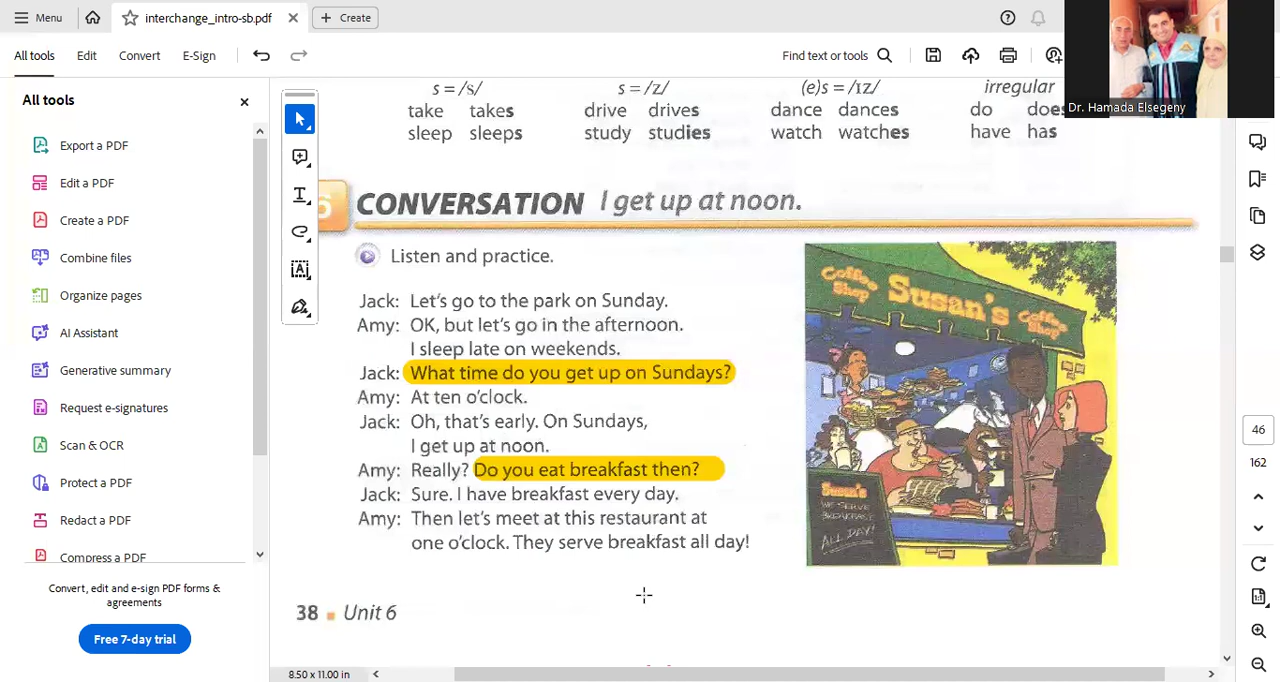 Menu
interchange_intro-sb.pdf
Create
All tools
Edit
Convert
E-Sign
Find text or tools
Dr. Hamada Elsegeny
All tools
Export a PDF
Edit a PDF
Create a PDF
Combine files
Organize pages
AI Assistant
Generative summary
Request e-signatures
Scan & OCR
Protect a PDF
Redact a PDF
Compress a PDF
Convert, edit and e-sign PDF forms &
agreements
Free 7-day trial
s = /s/ s = /z/ (e)s = /ɪz/ irregular
take takes drive drives dance dances do does
sleep sleeps study studies watch watches have has
6 CONVERSATION I get up at noon.
Listen and practice.
Jack: Let's go to the park on Sunday.
Amy: OK, but let's go in the afternoon.
I sleep late on weekends.
Jack: What time do you get up on Sundays?
Amy: At ten o'clock.
Jack: Oh, that's early. On Sundays,
I get up at noon.
Amy: Really? Do you eat breakfast then?
Jack: Sure. I have breakfast every day.
Amy: Then let's meet at this restaurant at
one o'clock. They serve breakfast all day!
Coffee Shop Susan's Coffee Shop
Susan's
WE SERVE
BREAKFAST
ALL DAY!
38 Unit 6
8.50 x 11.00 in
46
162